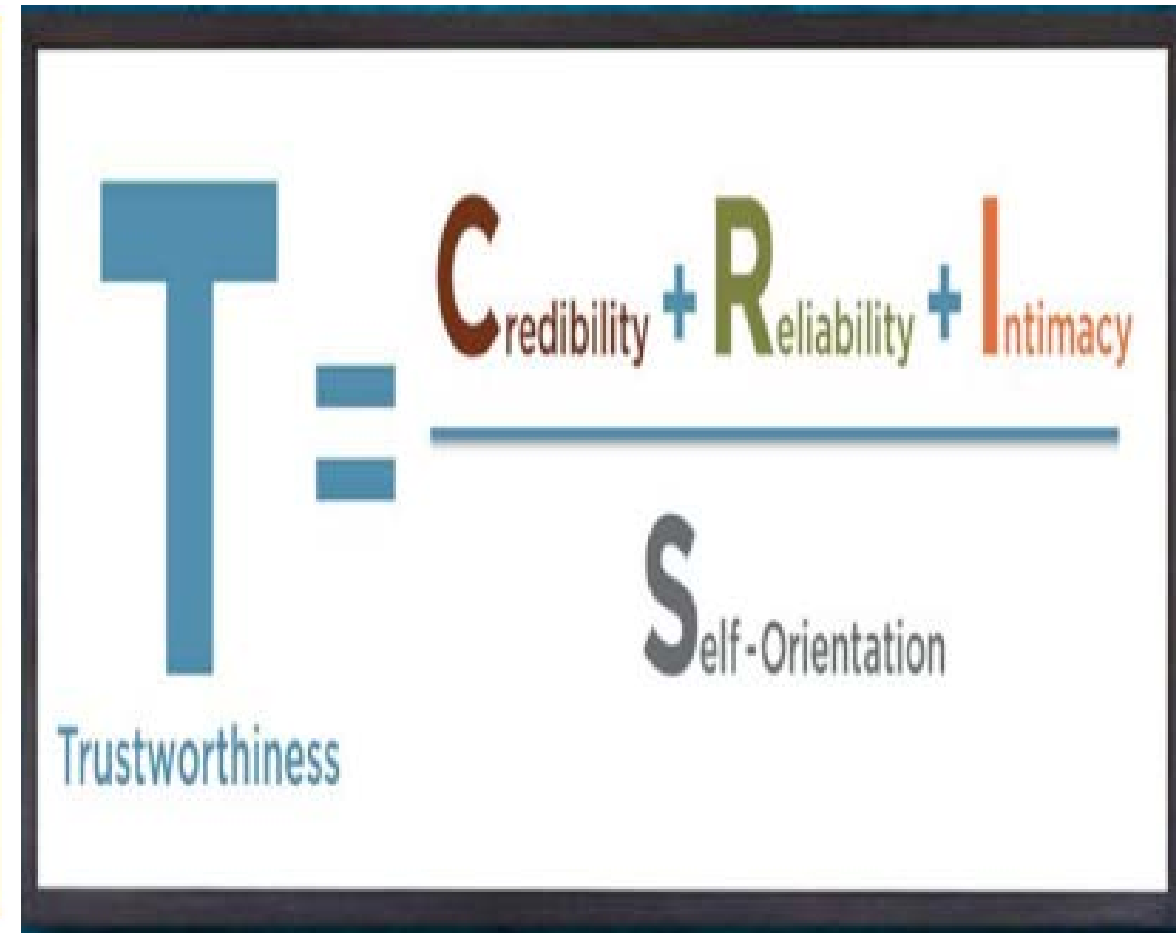 T = Credibility + Reliability + Intimacy
Self-Orientation
Trustworthiness